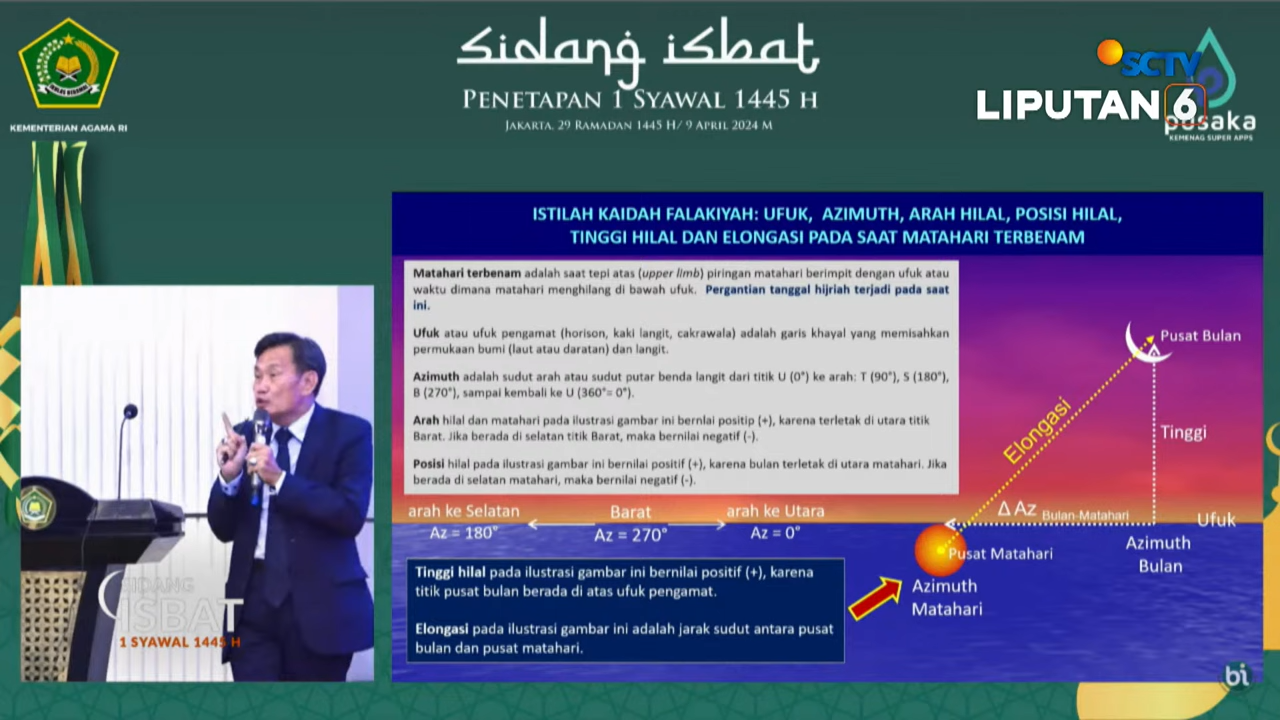 sidang isbat
PENETAPAN 1 SYAWAL 1445 H
JAKARTA, 29 RAMADAN 1445 H/ 9 APRIL 2024 M
KEMENTERIAN AGAMA RI
SCTV
LIPUTAN 6
pusaka
KEMENAG SUPER APPS
ISTILAH KAIDAH FALAKIYAH: UFUK, AZIMUTH, ARAH HILAL, POSISI HILAL,
TINGGI HILAL DAN ELONGASI PADA SAAT MATAHARI TERBENAM
Matahari terbenam adalah saat tepi atas (upper limb) piringan matahari berimpit dengan ufuk atau
waktu dimana matahari menghilang di bawah ufuk. Pergantian tanggal hijriah terjadi pada saat
ini.
Ufuk atau ufuk pengamat (horison, kaki langit, cakrawala) adalah garis khayal yang memisahkan
permukaan bumi (laut atau daratan) dan langit.
Azimuth adalah sudut arah atau sudut putar benda langit dari titik U (0°) ke arah: T (90°), S (180°),
B (270°), sampai kembali ke U (360°= 0°).
Arah hilal dan matahari pada ilustrasi gambar ini bernlai positip (+), karena terletak di utara titik
Barat. Jika berada di selatan titik Barat, maka bernilai negatif (-).
Posisi hilal pada ilustrasi gambar ini bernilai positif (+), karena bulan terletak di utara matahari. Jika
berada di selatan matahari, maka bernilai negatif (-).
Pusat Bulan
Elongasi
Tinggi
arah ke Selatan
Az = 180°
Barat
Az = 270°
arah ke Utara
Az = 0°
Δ Az Bulan-Matahari
Ufuk
Pusat Matahari
Azimuth
Bulan
Azimuth
Matahari
Tinggi hilal pada ilustrasi gambar ini bernilai positif (+), karena
titik pusat bulan berada di atas ufuk pengamat.
Elongasi pada ilustrasi gambar ini adalah jarak sudut antara pusat
bulan dan pusat matahari.
SIDANG
ISBAT
1 SYAWAL 1445 H
bi